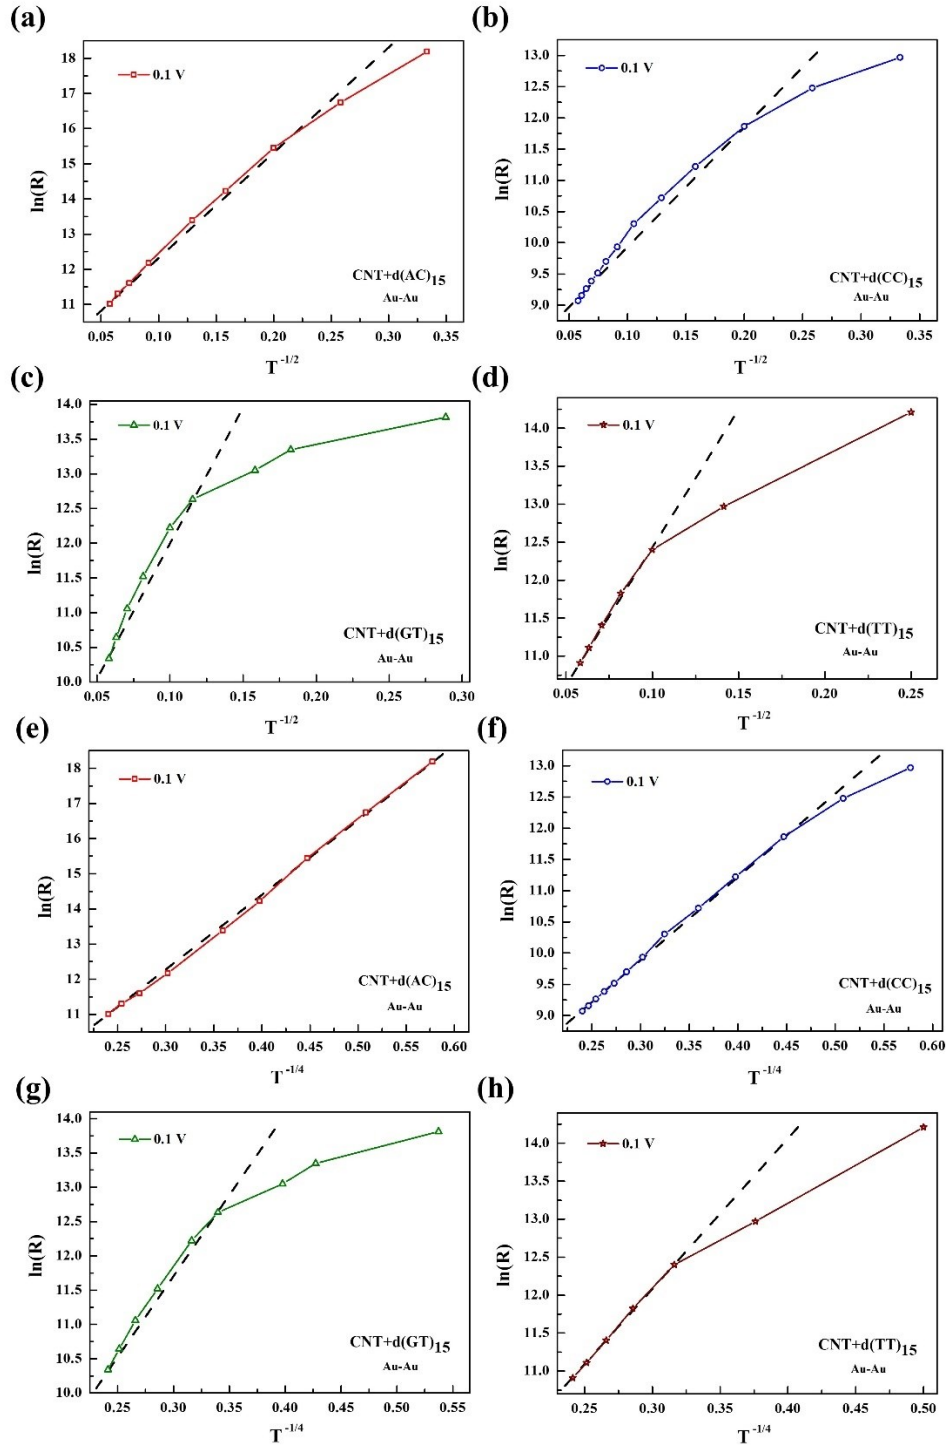 (a)
18
17
16
15
14
13
12
11
ln(R)
0.1 V
CNT+d(AC)15
Au-Au
0.05 0.10 0.15 0.20 0.25 0.30 0.35
T -1/2
(b)
13.0
12.5
12.0
11.5
11.0
10.5
10.0
9.5
9.0
ln(R)
0.1 V
CNT+d(CC)15
Au-Au
0.05 0.10 0.15 0.20 0.25 0.30 0.35
T -1/2
(c)
14.0
13.5
13.0
12.5
12.0
11.5
11.0
10.5
10.0
ln(R)
0.1 V
CNT+d(GT)15
Au-Au
0.05 0.10 0.15 0.20 0.25 0.30
T -1/2
(d)
14.0
13.5
13.0
12.5
12.0
11.5
11.0
ln(R)
0.1 V
CNT+d(TT)15
Au-Au
0.05 0.10 0.15 0.20 0.25
T -1/2
(e)
18
17
16
15
14
13
12
11
ln(R)
0.1 V
CNT+d(AC)15
Au-Au
0.25 0.30 0.35 0.40 0.45 0.50 0.55 0.60
T -1/4
(f)
13.0
12.5
12.0
11.5
11.0
10.5
10.0
9.5
9.0
ln(R)
0.1 V
CNT+d(CC)15
Au-Au
0.25 0.30 0.35 0.40 0.45 0.50 0.55 0.60
T -1/4
(g)
14.0
13.5
13.0
12.5
12.0
11.5
11.0
10.5
10.0
ln(R)
0.1 V
CNT+d(GT)15
Au-Au
0.25 0.30 0.35 0.40 0.45 0.50 0.55
T -1/4
(h)
14.0
13.5
13.0
12.5
12.0
11.5
11.0
ln(R)
0.1 V
CNT+d(TT)15
Au-Au
0.25 0.30 0.35 0.40 0.45 0.50
T -1/4